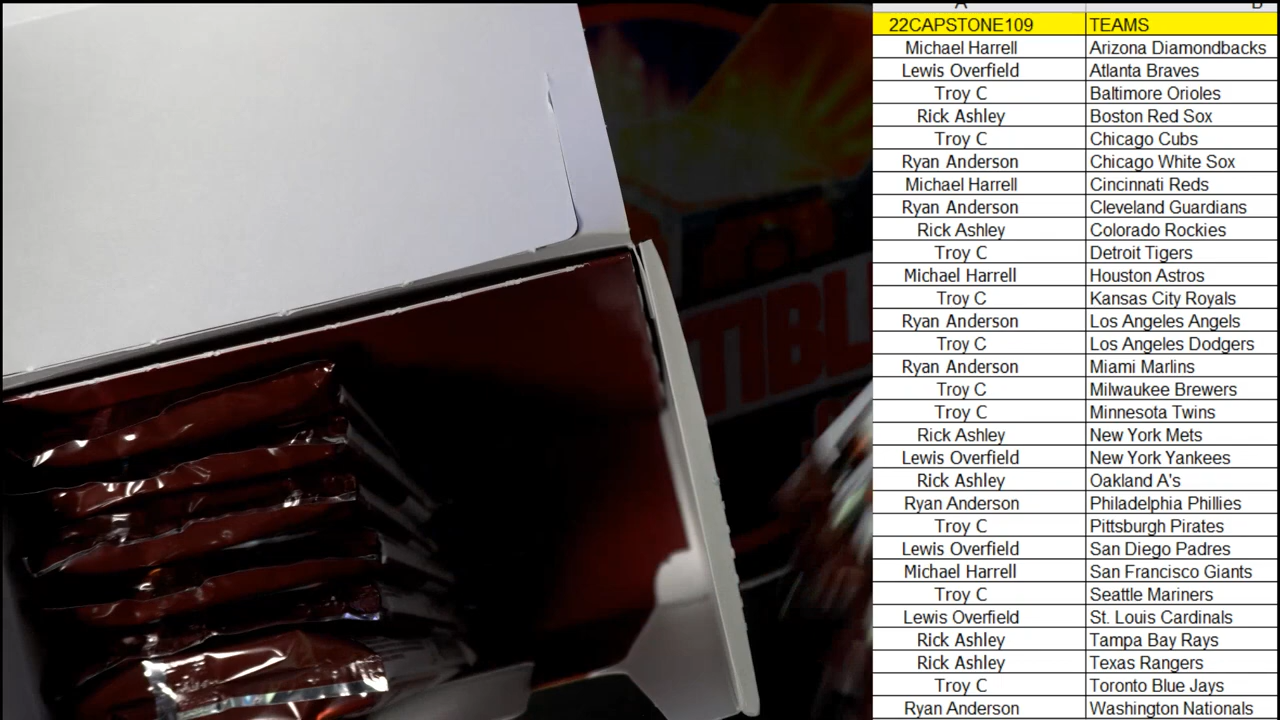 A B
22CAPSTONE109 TEAMS
Michael Harrell Arizona Diamondbacks
Lewis Overfield Atlanta Braves
Troy C Baltimore Orioles
Rick Ashley Boston Red Sox
Troy C Chicago Cubs
Ryan Anderson Chicago White Sox
Michael Harrell Cincinnati Reds
Ryan Anderson Cleveland Guardians
Rick Ashley Colorado Rockies
Troy C Detroit Tigers
Michael Harrell Houston Astros
Troy C Kansas City Royals
Ryan Anderson Los Angeles Angels
Troy C Los Angeles Dodgers
Ryan Anderson Miami Marlins
Troy C Milwaukee Brewers
Troy C Minnesota Twins
Rick Ashley New York Mets
Lewis Overfield New York Yankees
Rick Ashley Oakland A's
Ryan Anderson Philadelphia Phillies
Troy C Pittsburgh Pirates
Lewis Overfield San Diego Padres
Michael Harrell San Francisco Giants
Troy C Seattle Mariners
Lewis Overfield St. Louis Cardinals
Rick Ashley Tampa Bay Rays
Rick Ashley Texas Rangers
Troy C Toronto Blue Jays
Ryan Anderson Washington Nationals